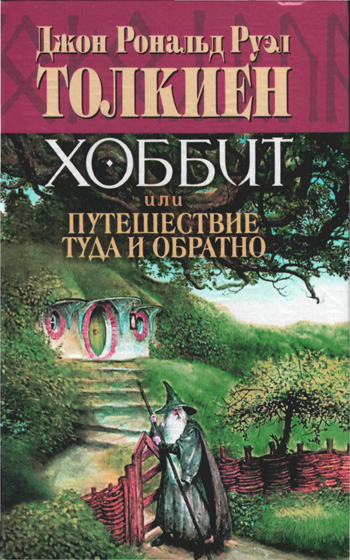 Джон Рональд Руэл
ТОЛКИЕН
ХОББИТ
или
ПУТЕШЕСТВИЕ
ТУДА И ОБРАТНО